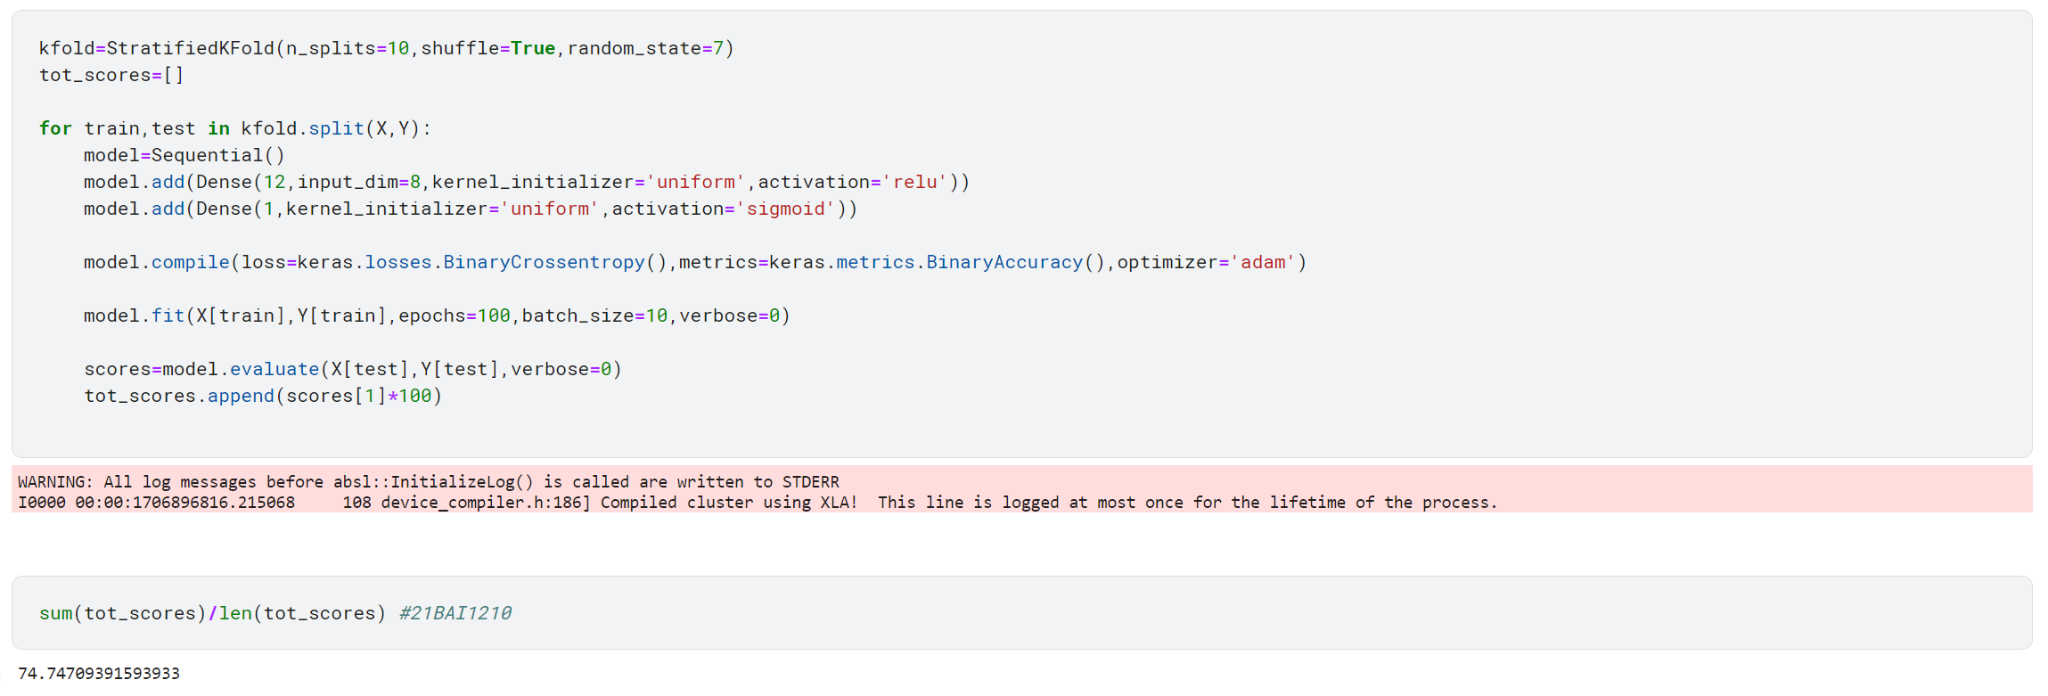 kfold=StratifiedKFold(n_splits=10,shuffle=True,random_state=7)
tot_scores=[]
for train,test in kfold.split(X,Y):
    model=Sequential()
    model.add(Dense(12,input_dim=8,kernel_initializer='uniform',activation='relu'))
    model.add(Dense(1,kernel_initializer='uniform',activation='sigmoid'))
    model.compile(loss=keras.losses.BinaryCrossentropy(),metrics=keras.metrics.BinaryAccuracy(),optimizer='adam')
    model.fit(X[train],Y[train],epochs=100,batch_size=10,verbose=0)
    scores=model.evaluate(X[test],Y[test],verbose=0)
    tot_scores.append(scores[1]*100)
WARNING: All log messages before absl::InitializeLog() is called are written to STDERR
I0000 00:00:1706896816.215068     108 device_compiler.h:186] Compiled cluster using XLA!  This line is logged at most once for the lifetime of the process.
sum(tot_scores)/len(tot_scores) #21BAI1210
74.74709391593933